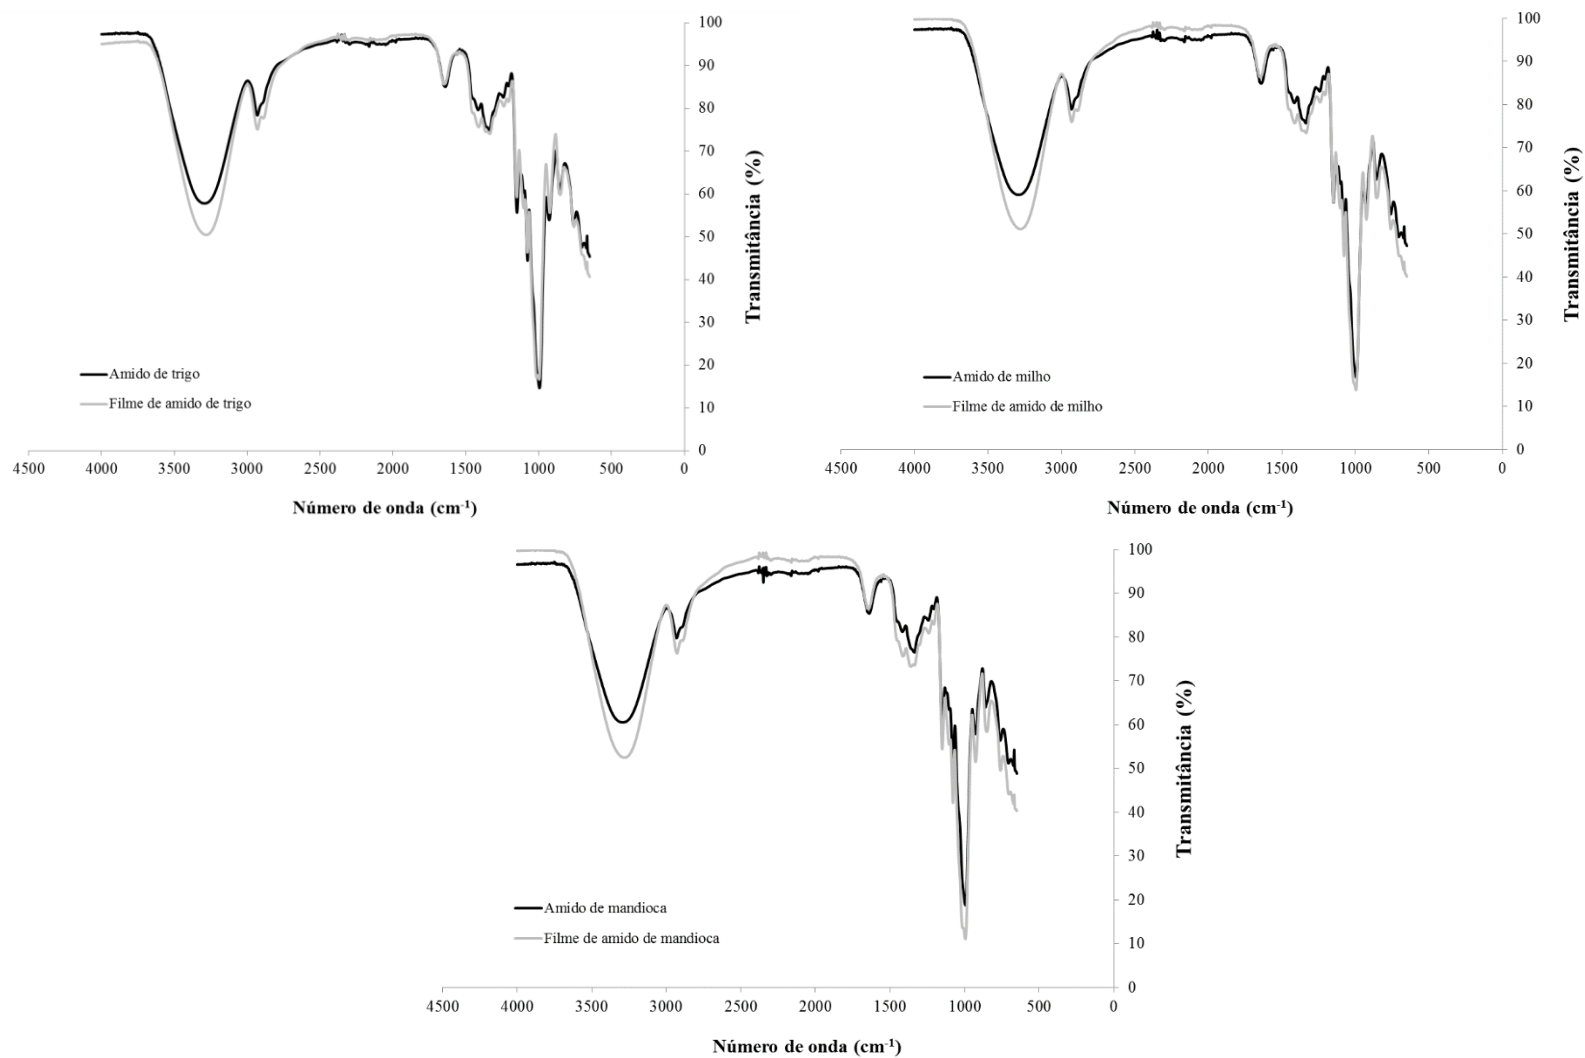 100
90
80
70
60
50
40
30
20
10
0
Transmitância (%)
Amido de trigo
Filme de amido de trigo
4500 4000 3500 3000 2500 2000 1500 1000 500 0
Número de onda (cm-1)
100
90
80
70
60
50
40
30
20
10
0
Transmitância (%)
Amido de milho
Filme de amido de milho
4500 4000 3500 3000 2500 2000 1500 1000 500 0
Número de onda (cm-1)
100
90
80
70
60
50
40
30
20
10
0
Transmitância (%)
Amido de mandioca
Filme de amido de mandioca
4500 4000 3500 3000 2500 2000 1500 1000 500 0
Número de onda (cm-1)